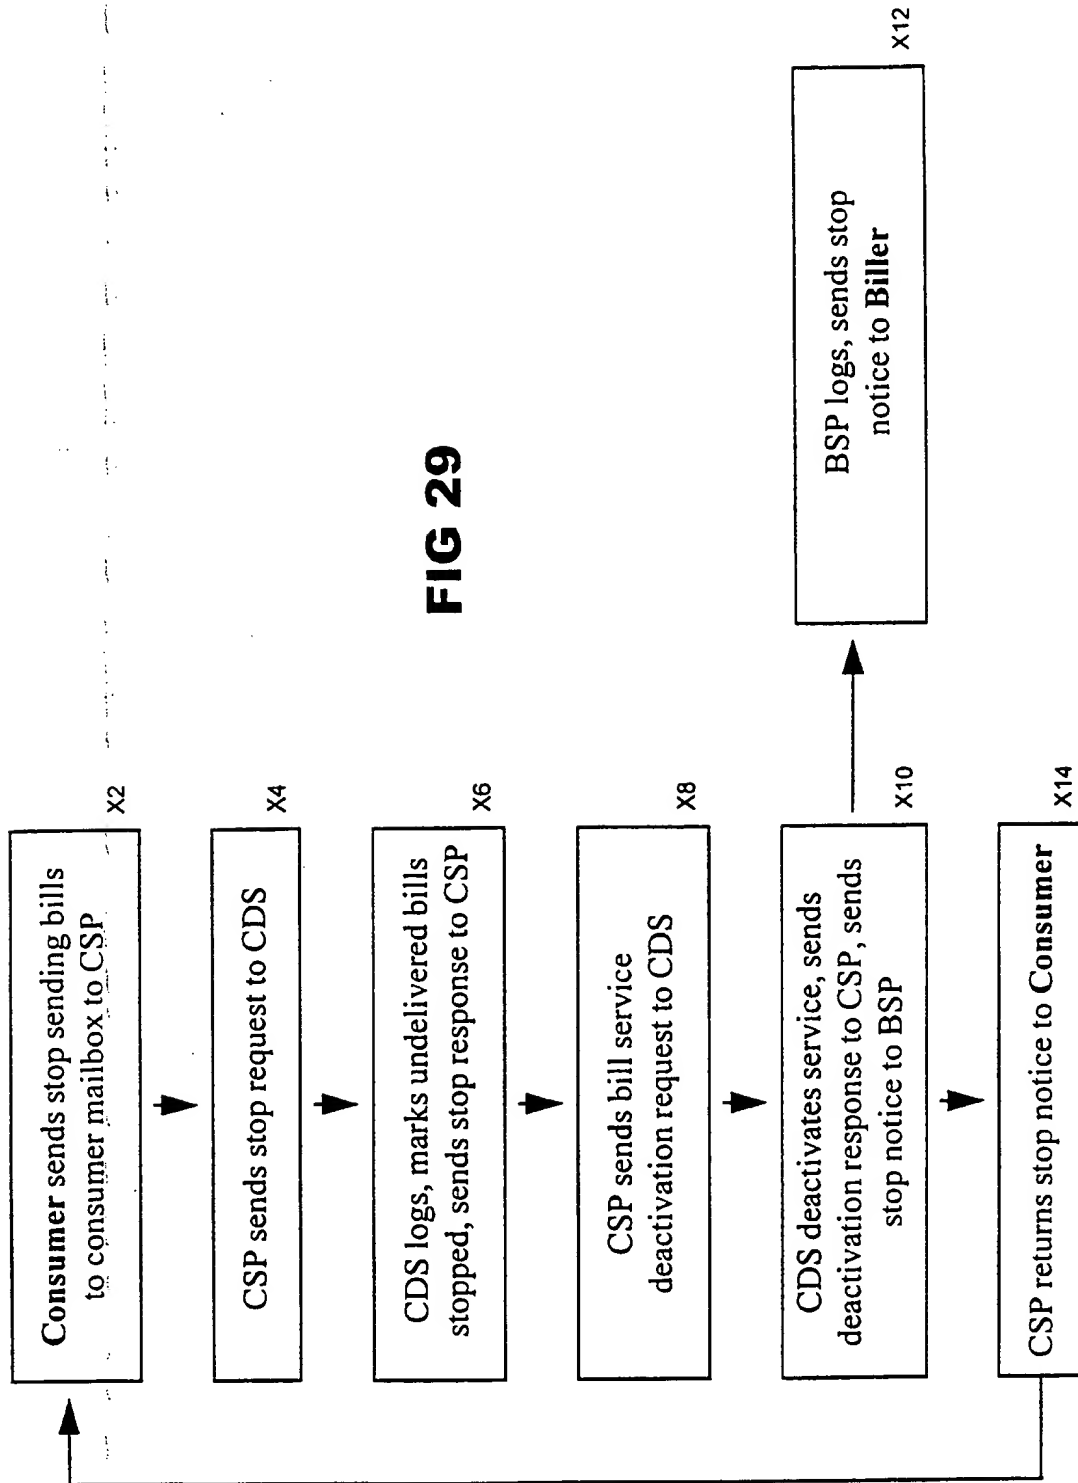 Consumer sends stop sending bills
to consumer mailbox to CSP
X2
CSP sends stop request to CDS
X4
CDS logs, marks undelivered bills
stopped, sends stop response to CSP
X6
CSP sends bill service
deactivation request to CDS
X8
CDS deactivates service, sends
deactivation response to CSP, sends
stop notice to BSP
X10
BSP logs, sends stop
notice to Biller
X12
CSP returns stop notice to Consumer
X14
FIG 29